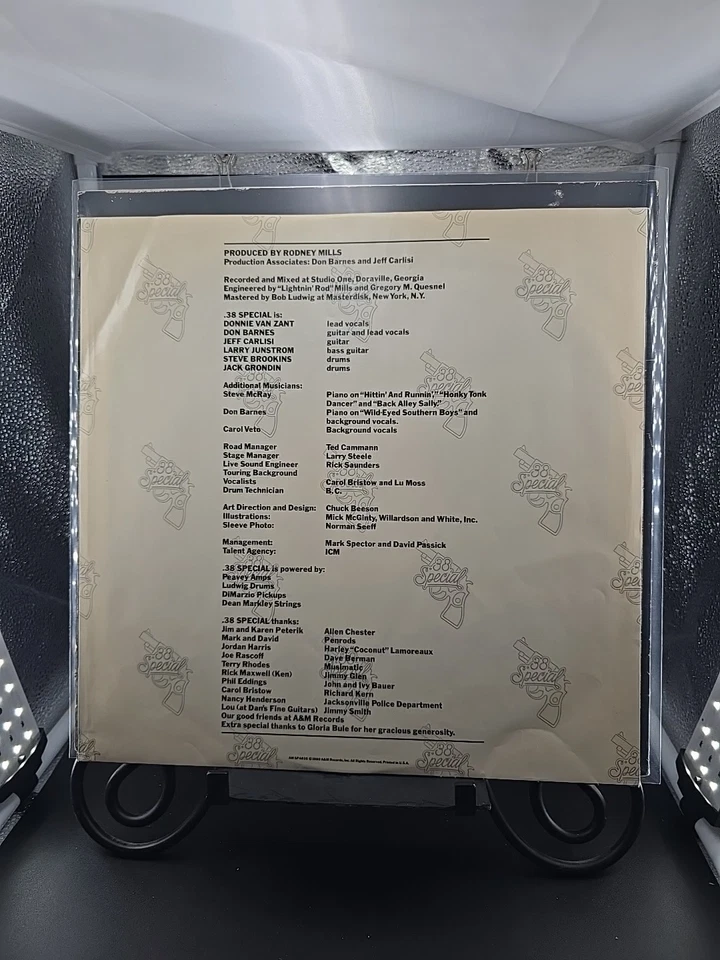 PRODUCED BY RODNEY MILLS
Production Associates: Don Barnes and Jeff Carlisi
Recorded and Mixed at Studio One, Doraville, Georgia
Engineered by "Lightnin' Rod" Mills and Gregory M. Quesnel
Mastered by Bob Ludwig at Masterdisk, New York, N.Y.
.38 SPECIAL is:
DONNIE VAN ZANT lead vocals
DON BARNES guitar and lead vocals
JEFF CARLISI guitar
LARRY JUNSTROM bass guitar
STEVE BROOKINS drums
JACK GRONDIN drums
Additional Musicians:
Steve McRay Piano on "Hittin' And Runnin'," "Honky Tonk
Dancer" and "Back Alley Sally."
Don Barnes Piano on "Wild-Eyed Southern Boys" and
background vocals.
Carol Veto Background vocals
Road Manager Ted Cammann
Stage Manager Larry Steele
Live Sound Engineer Rick Saunders
Touring Background
Vocalists Carol Bristow and Lu Moss
Drum Technician B.C.
Art Direction and Design: Chuck Beeson
Illustrations: Mick McGinty, Willardson and White, Inc.
Sleeve Photo: Norman Seeff
Management: Mark Spector and David Passick
Talent Agency: ICM
.38 SPECIAL is powered by:
Peavey Amps
Ludwig Drums
DiMarzio Pickups
Dean Markley Strings
.38 SPECIAL thanks:
Jim and Karen Peterik Allen Chester
Mark and David Penrods
Jordan Harris Harley "Coconut" Lamoreaux
Joe Rascoff Dave Berman
Terry Rhodes Musimatic
Rick Maxwell (Ken) Jimmy Glen
Phil Eddings John and Ivy Bauer
Carol Bristow Richard Kern
Nancy Henderson Jacksonville Police Department
Lou (at Dan's Fine Guitars) Jimmy Smith
Our good friends at A&M Records
Extra special thanks to Gloria Buie for her gracious generosity.